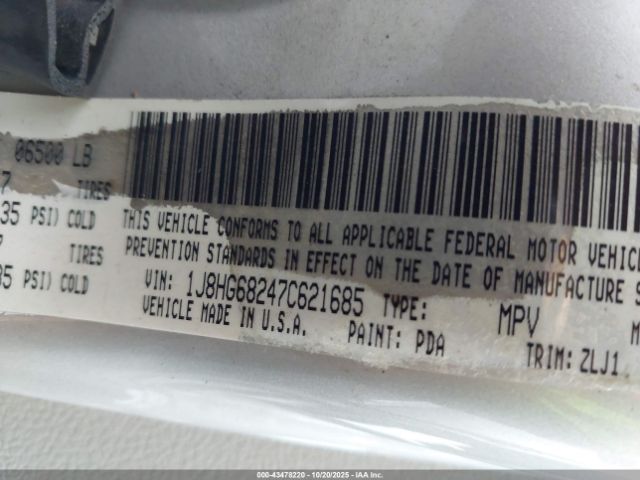 06500 LB
7 TIRES
35 PSI) COLD
TIRES
35 PSI) COLD
THIS VEHICLE CONFORMS TO ALL APPLICABLE FEDERAL MOTOR VEHIC
PREVENTION STANDARDS IN EFFECT ON THE DATE OF MANUFACTURE
VIN: 1J8HG68247C621685 TYPE: MPV
VEHICLE MADE IN U.S.A. PAINT: PDA M
TRIM: ZLJ1
000-43478220 | 10/20/2025 | IAA Inc.